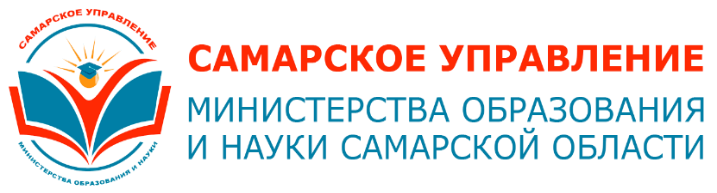 САМАРСКОЕ УПРАВЛЕНИЕ
МИНИСТЕРСТВА ОБРАЗОВАНИЯ И НАУКИ
САМАРСКОЕ УПРАВЛЕНИЕ
МИНИСТЕРСТВА ОБРАЗОВАНИЯ
И НАУКИ САМАРСКОЙ ОБЛАСТИ